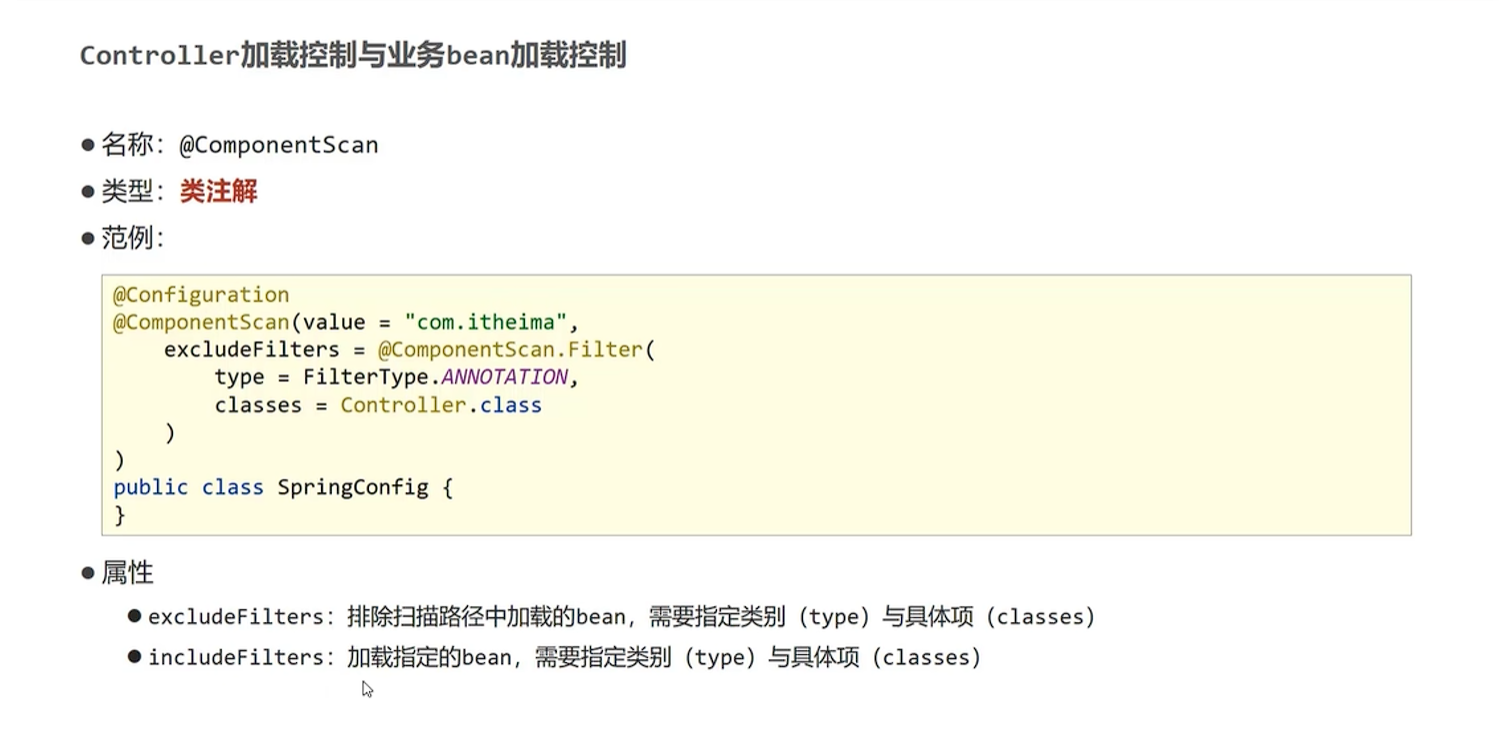 Controller加载控制与业务bean加载控制
● 名称：@ComponentScan
● 类型：类注解
● 范例：
@Configuration
@ComponentScan(value = "com.itheima",
    excludeFilters = @ComponentScan.Filter(
        type = FilterType.ANNOTATION,
        classes = Controller.class
    )
)
public class SpringConfig {
}
● 属性
● excludeFilters：排除扫描路径中加载的bean，需要指定类别（type）与具体项（classes）
● includeFilters：加载指定的bean，需要指定类别（type）与具体项（classes）